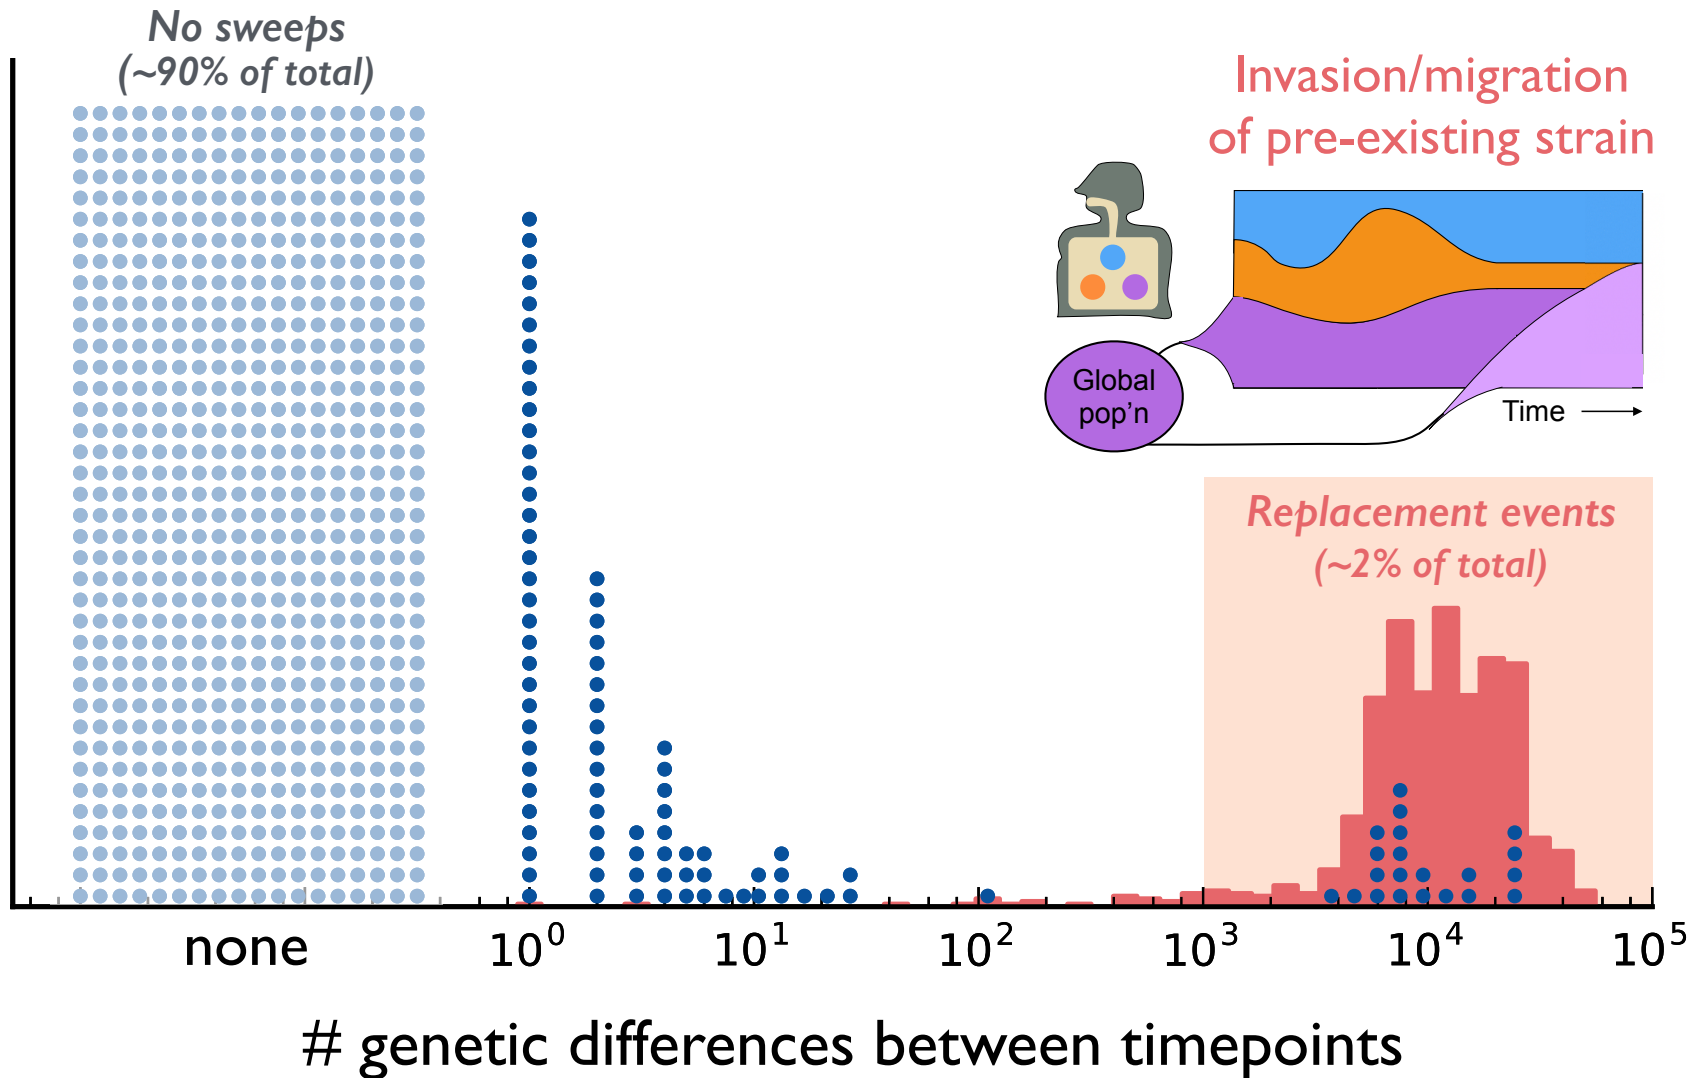 No sweeps
(~90% of total)
Invasion/migration
of pre-existing strain
Global
pop’n
Time
Replacement events
(~2% of total)
none 10⁰ 10¹ 10² 10³ 10⁴ 10⁵
# genetic differences between timepoints